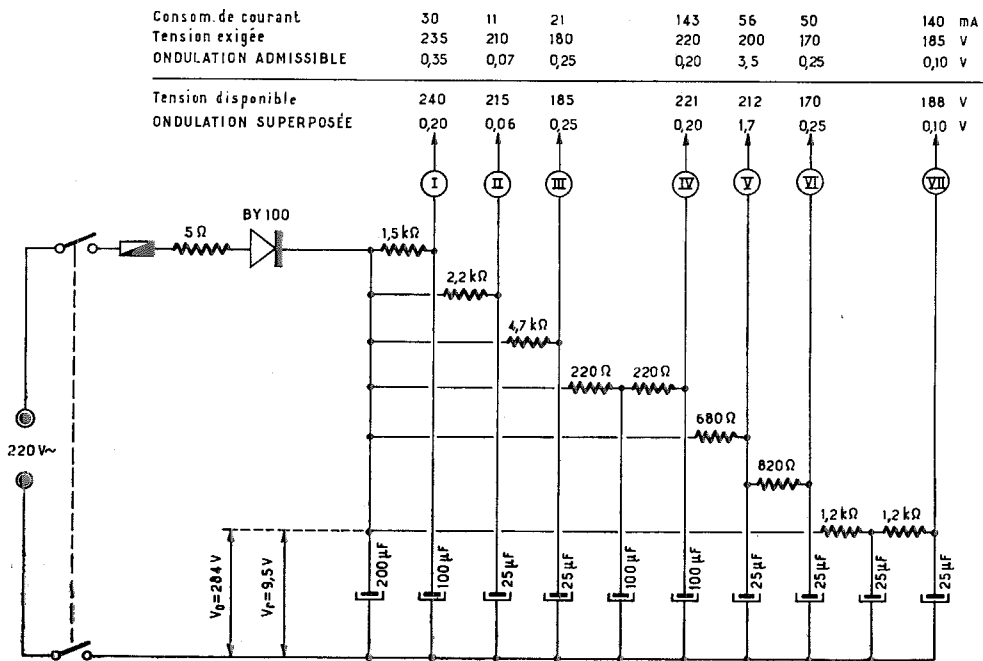 Consom. de courant 30 11 21 143 56 50 140 mA
Tension exigée 235 210 180 220 200 170 185 V
ONDULATION ADMISSIBLE 0,35 0,07 0,25 0,20 3,5 0,25 0,10 V
Tension disponible 240 215 185 221 212 170 188 V
ONDULATION SUPERPOSÉE 0,20 0,06 0,25 0,20 1,7 0,25 0,10 V
I II III IV V VI VII
BY 100
5 Ω
1,5 kΩ
2,2 kΩ
4,7 kΩ
220 Ω 220 Ω
680 Ω
220 V~
820 Ω
1,2 kΩ 1,2 kΩ
V₀=284 V
Vr=9,5 V
200 µF
100 µF
25 µF
25 µF
100 µF
100 µF
25 µF
25 µF
25 µF
25 µF